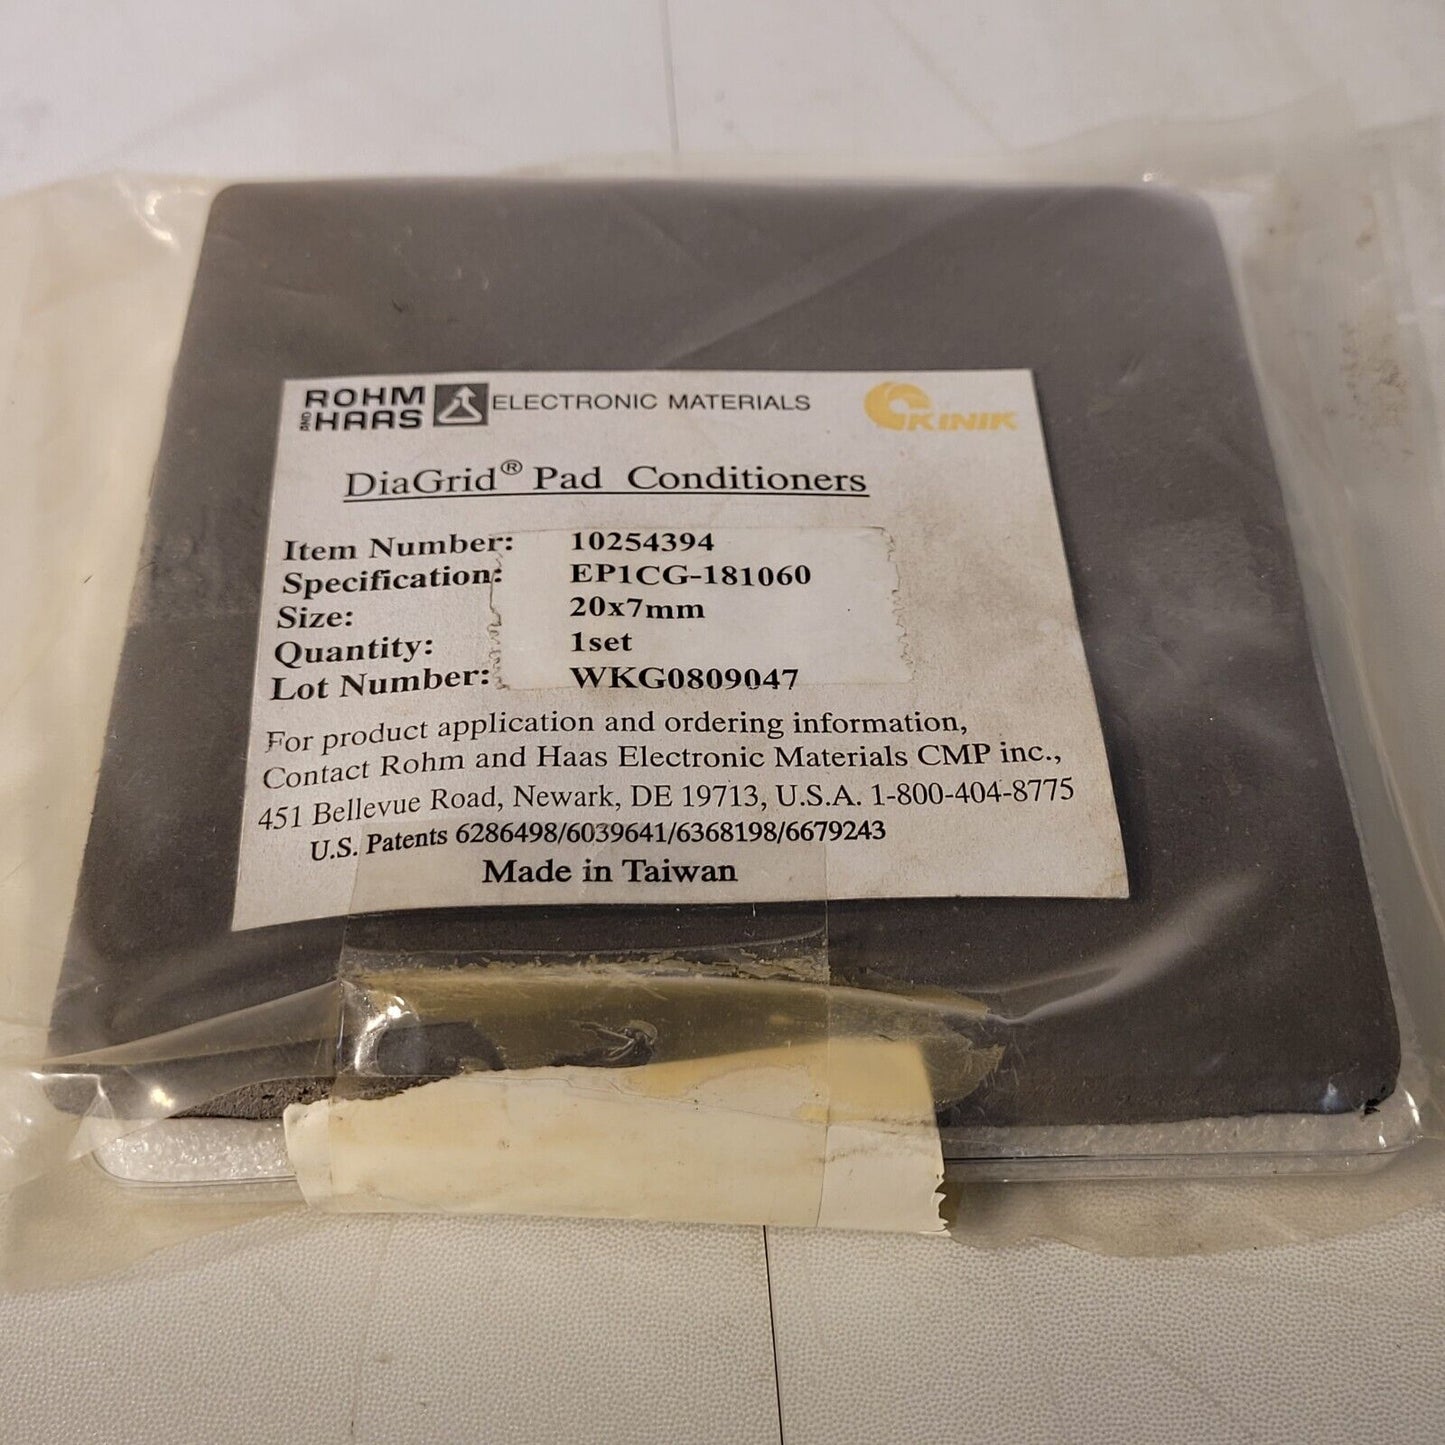 ROHM AND HAAS ELECTRONIC MATERIALS KINIK
DiaGrid® Pad Conditioners
Item Number: 10254394
Specification: EP1CG-181060
Size: 20x7mm
Quantity: 1set
Lot Number: WKG0809047
For product application and ordering information,
Contact Rohm and Haas Electronic Materials CMP inc.,
451 Bellevue Road, Newark, DE 19713, U.S.A. 1-800-404-8775
U.S. Patents 6286498/6039641/6368198/6679243
Made in Taiwan